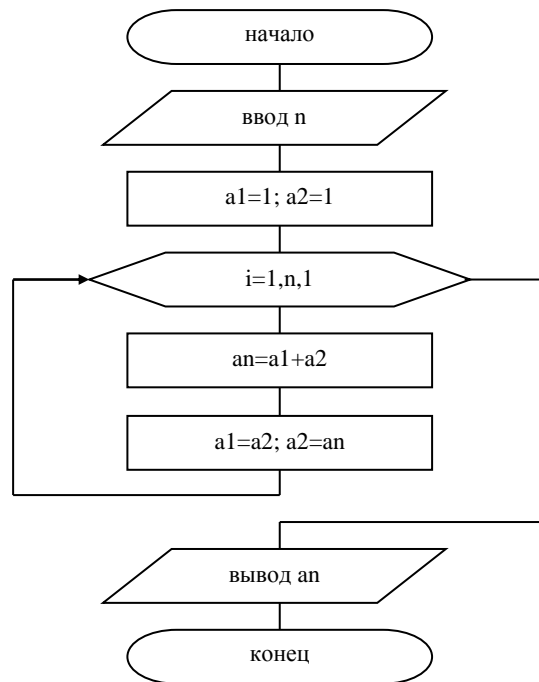 начало
ввод n
a1=1; a2=1
i=1,n,1
an=a1+a2
a1=a2; a2=an
вывод an
конец